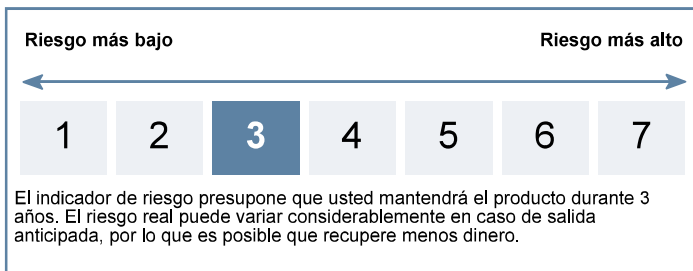 Riesgo más bajo Riesgo más alto
1 2 3 4 5 6 7
El indicador de riesgo presupone que usted mantendrá el producto durante 3
años. El riesgo real puede variar considerablemente en caso de salida
anticipada, por lo que es posible que recupere menos dinero.